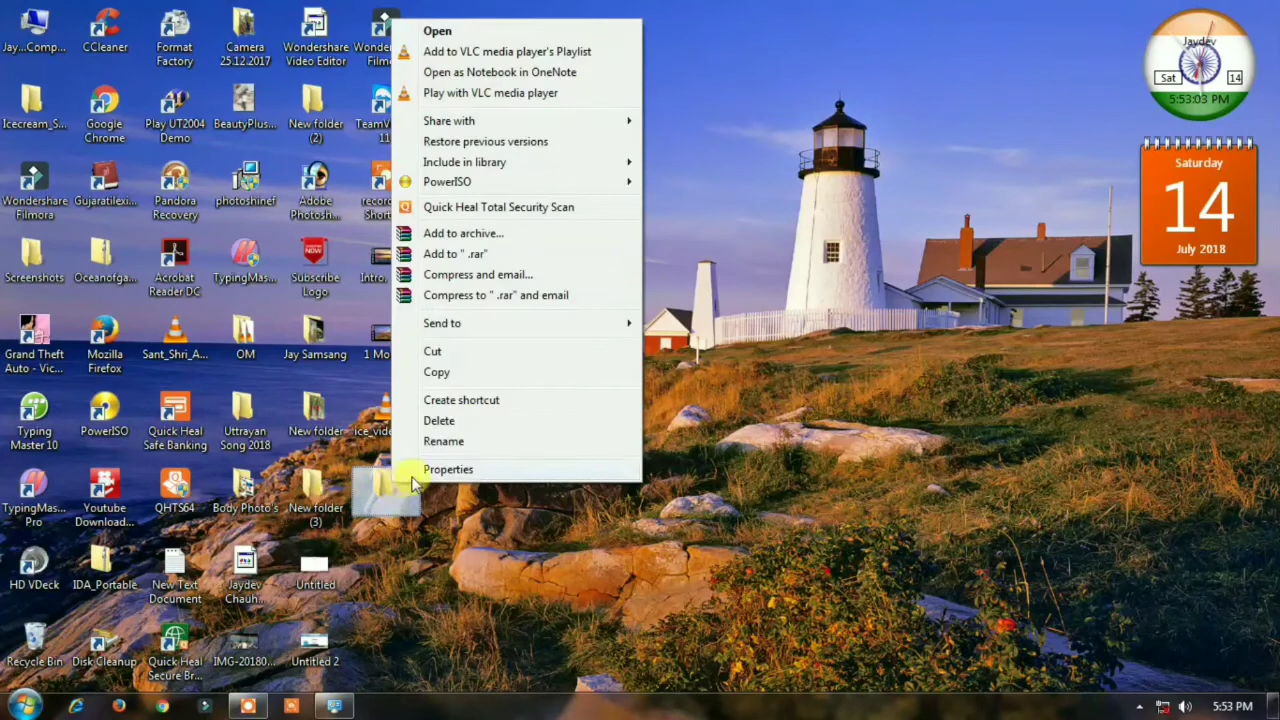 Jay...Comp...
CCleaner
Format
Factory
Camera
25.12.2017
Wondershare
Video Editor
Wonder
Filmo
Icecream_S...
Google
Chrome
Play UT2004
Demo
BeautyPlus...
New folder
(2)
TeamV
11
Wondershare
Filmora
Gujaratilexi...
Pandora
Recovery
photoshinef
Adobe
Photosh...
recor
Short
Screenshots
Oceanofga...
Acrobat
Reader DC
TypingMas...
SUBSCRIBE
NOW
Subscribe
Logo
Intro.
Grand Theft
Auto - Vic...
Mozilla
Firefox
Sant_Shri_A...
OM
Jay Samsang
1 Mo
Typing
Master 10
PowerISO
Quick Heal
Safe Banking
Uttrayan
Song 2018
New folder
ice_vide
TypingMas...
Pro
Youtube
Download...
QHTS64
Body Photo's
New folder
(3)
HD VDeck
IDA_Portable
New Text
Document
Jaydev
Chauh...
Untitled
Recycle Bin
Disk Cleanup
Quick Heal
Secure Br...
IMG-20180...
Untitled 2
Open
Add to VLC media player's Playlist
Open as Notebook in OneNote
Play with VLC media player
Share with
Restore previous versions
Include in library
PowerISO
Quick Heal Total Security Scan
Add to archive...
Add to " .rar"
Compress and email...
Compress to " .rar" and email
Send to
Cut
Copy
Create shortcut
Delete
Rename
Properties
Jaydev
Sat
14
5:53:03 PM
Saturday
14
July 2018
5:53 PM